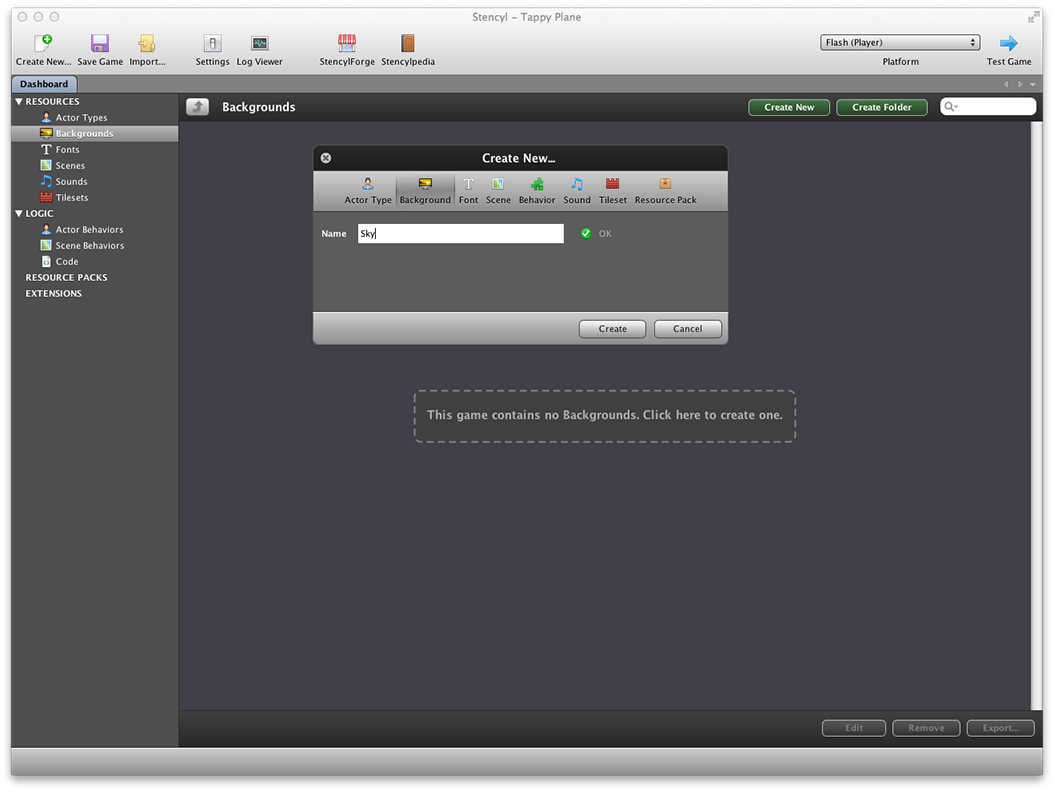 Stencyl – Tappy Plane
Create New... Save Game Import... Settings Log Viewer StencylForge Stencylpedia Flash (Player) Platform Test Game
Dashboard
RESOURCES
Actor Types
Backgrounds
Fonts
Scenes
Sounds
Tilesets
LOGIC
Actor Behaviors
Scene Behaviors
Code
RESOURCE PACKS
EXTENSIONS
Backgrounds Create New Create Folder
Create New...
Actor Type Background Font Scene Behavior Sound Tileset Resource Pack
Name Sky OK
Create Cancel
This game contains no Backgrounds. Click here to create one.
Edit Remove Export...